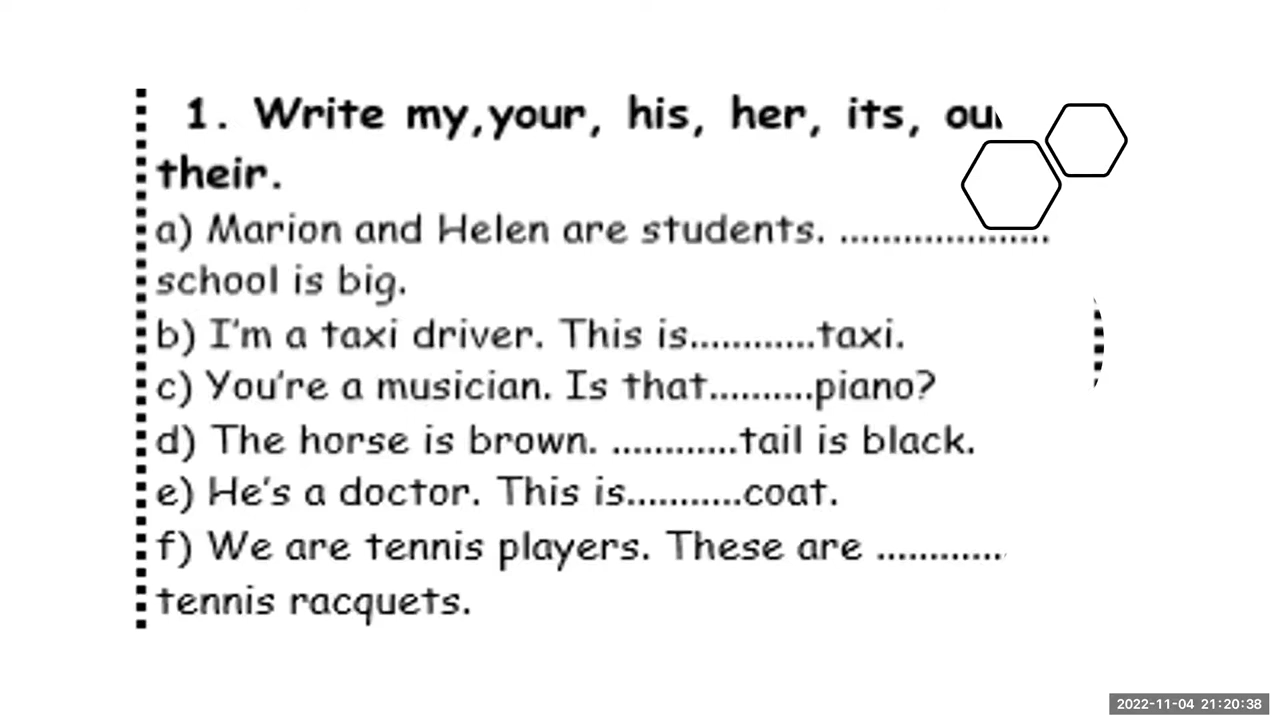 1. Write my,your, his, her, its,
their.
a) Marion and Helen are students. .....................
school is big.
b) I'm a taxi driver. This is............taxi.
c) You're a musician. Is that..........piano?
d) The horse is brown. ............tail is black.
e) He's a doctor. This is...........coat.
f) We are tennis players. These are ............
tennis racquets.
2022-11-04 21:20:38